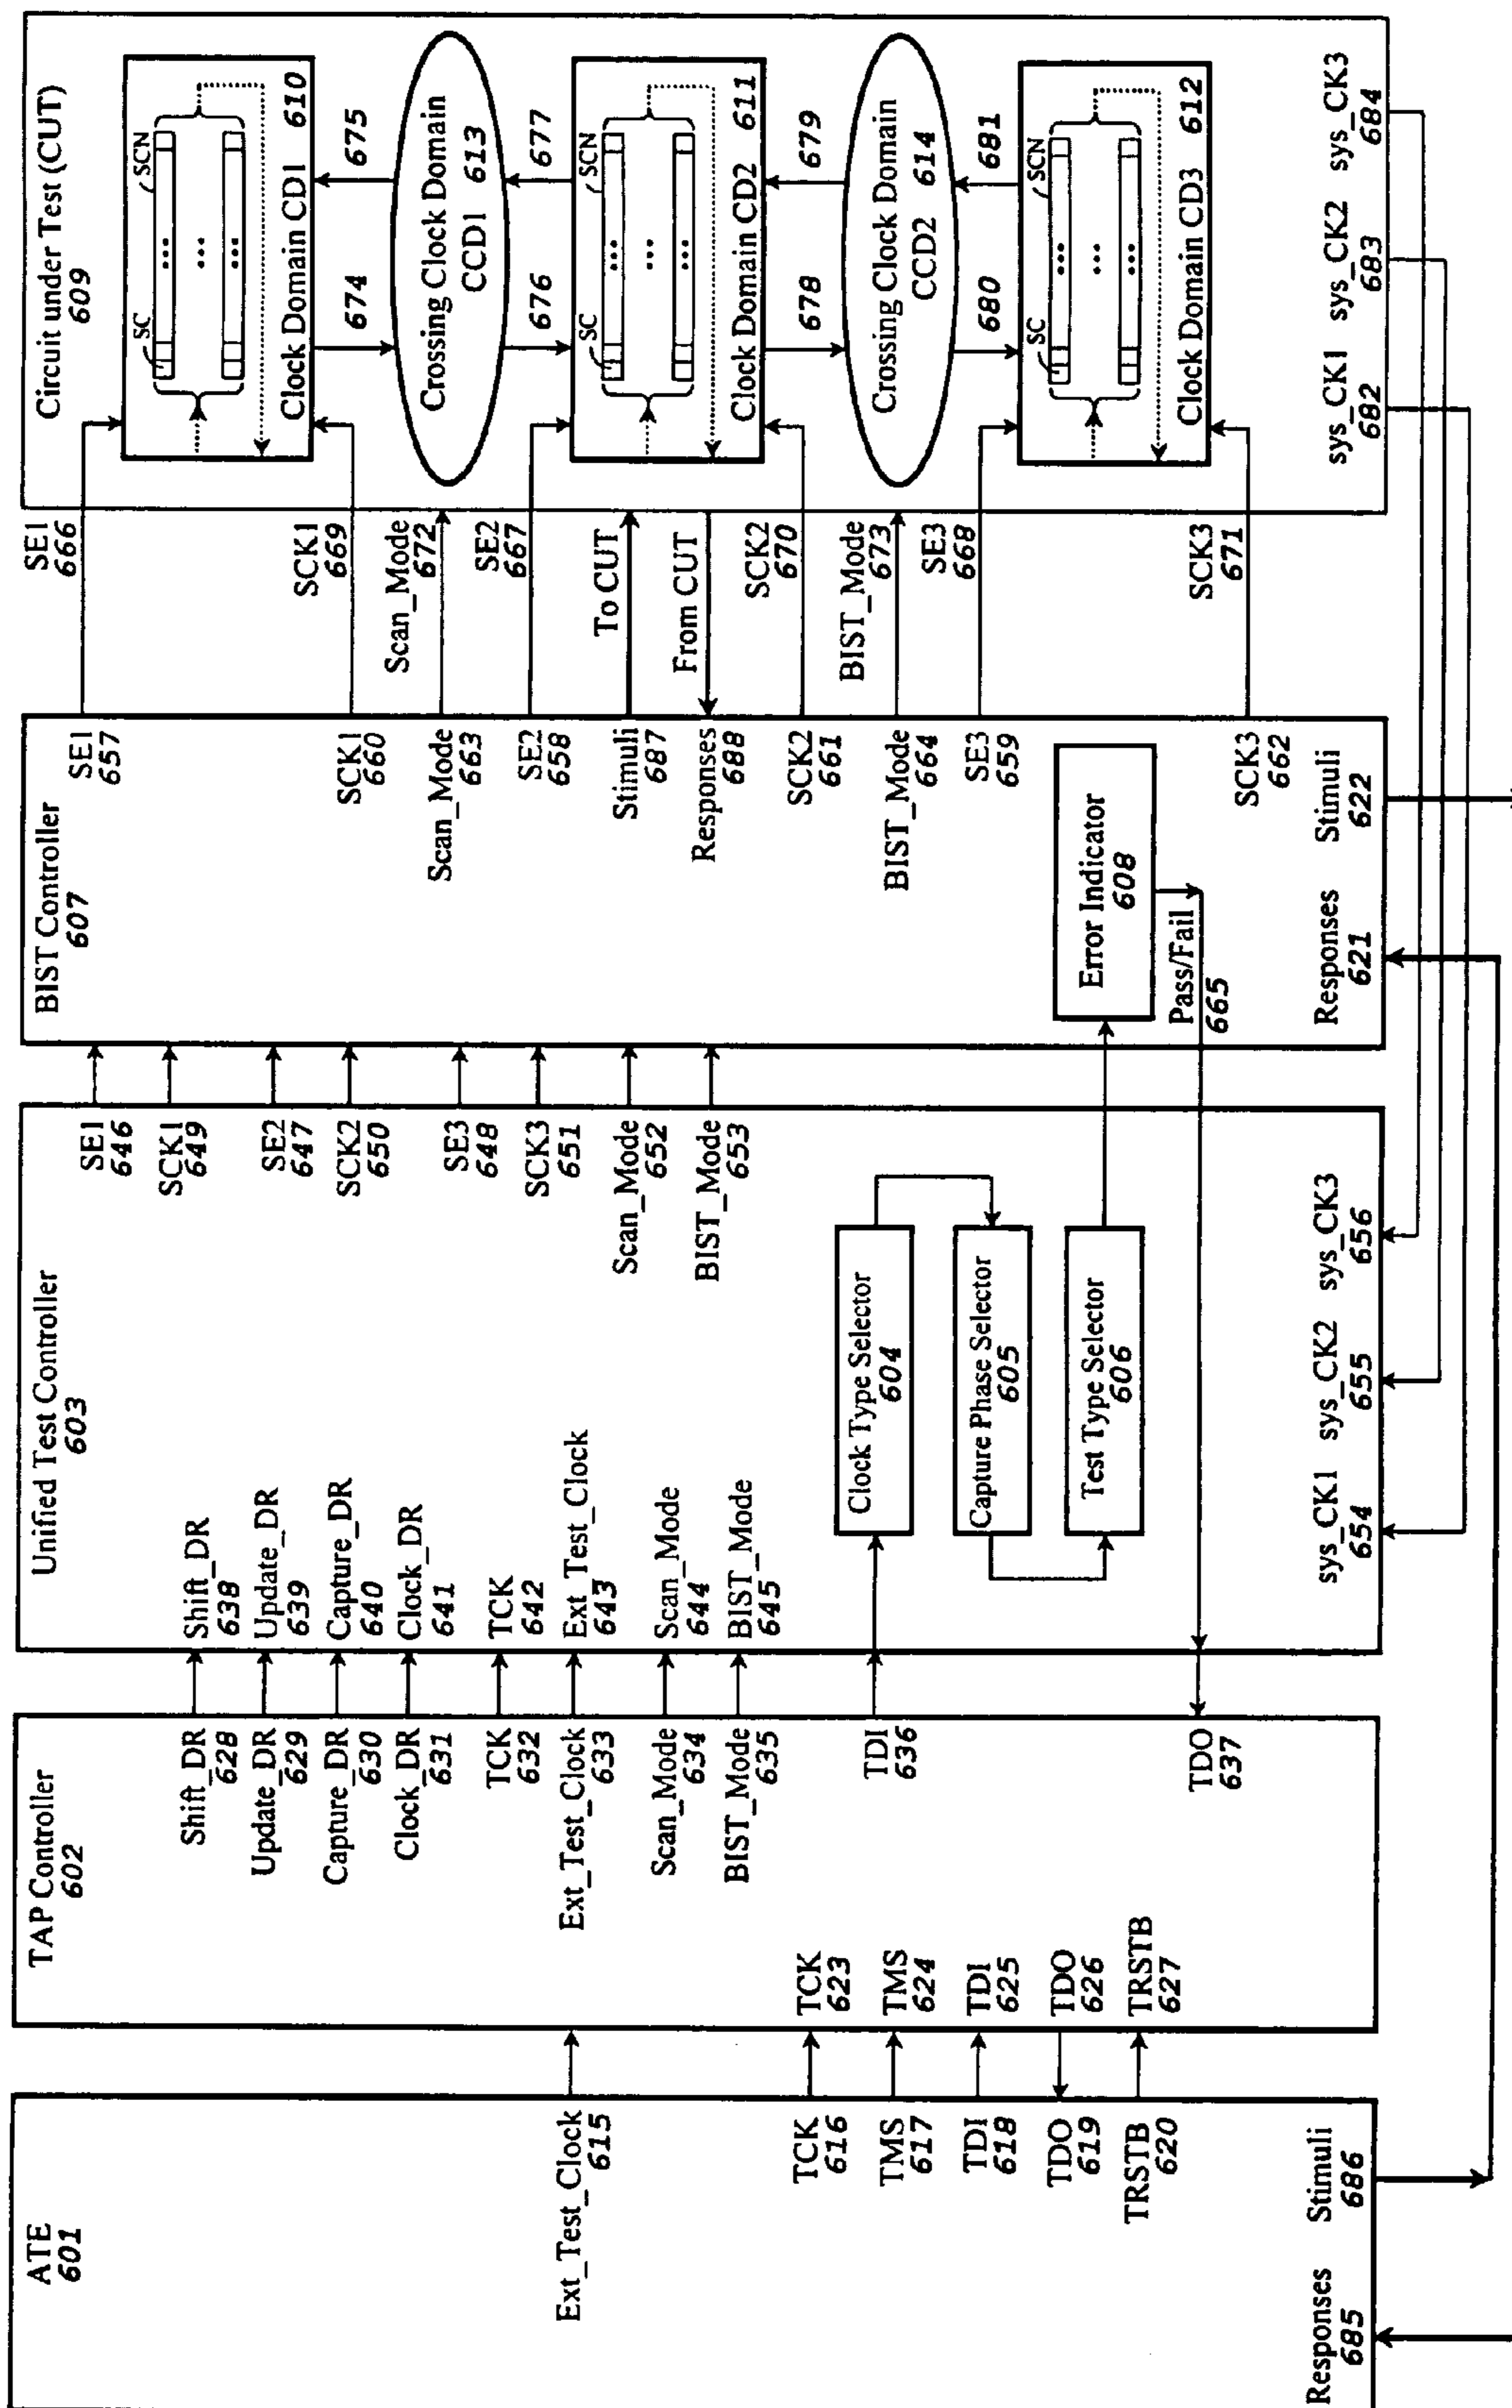 ATE
601
Ext_Test_Clock
615
TCK
616
TMS
617
TDI
618
TDO
619
TRSTB
620
Responses
685
Stimuli
686
TAP Controller
602
Shift_DR
628
Update_DR
629
Capture_DR
630
Clock_DR
631
TCK
632
Ext_Test_Clock
633
Scan_Mode
634
BIST_Mode
635
TDI
636
TDO
637
TCK
623
TMS
624
TDI
625
TDO
626
TRSTB
627
Unified Test Controller
603
Shift_DR
638
Update_DR
639
Capture_DR
640
Clock_DR
641
TCK
642
Ext_Test_Clock
643
Scan_Mode
644
BIST_Mode
645
SE1
646
SCK1
649
SE2
647
SCK2
650
SE3
648
SCK3
651
Scan_Mode
652
BIST_Mode
653
Clock Type Selector
604
Capture Phase Selector
605
Test Type Selector
606
sys_CK1
654
sys_CK2
655
sys_CK3
656
BIST Controller
607
SE1
657
SCK1
660
Scan_Mode
663
SE2
658
Stimuli
687
Responses
688
SCK2
661
BIST_Mode
664
SE3
659
SCK3
662
Error Indicator
608
Pass/Fail
665
Responses
621
Stimuli
622
SE1
666
SCK1
669
Scan_Mode
672
SE2
667
To CUT
From CUT
SCK2
670
BIST_Mode
673
SE3
668
SCK3
671
Circuit under Test (CUT)
609
SC
SCN
Clock Domain CD1 610
674
675
Crossing Clock Domain
CCD1 613
676
677
SC
SCN
Clock Domain CD2 611
678
679
Crossing Clock Domain
CCD2 614
680
681
SC
SCN
Clock Domain CD3 612
sys_CK1
682
sys_CK2
683
sys_CK3
684